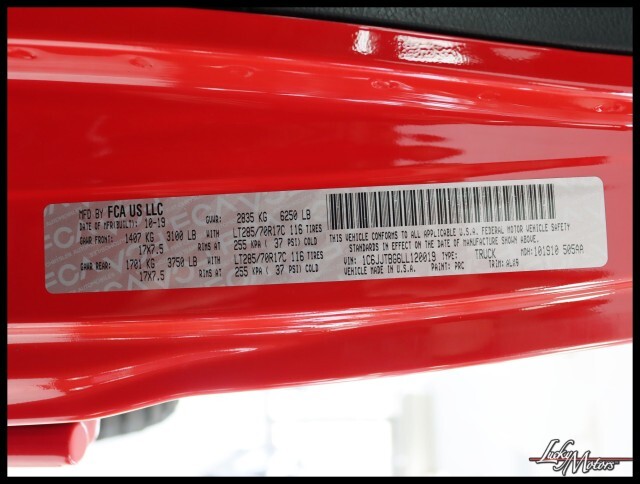 MFD BY FCA US LLC GVWR: 2835 KG 6250 LB
DATE OF MFR(BUILT): 10-19
GAWR FRONT: 1407 KG 3100 LB WITH LT285/70R17C 116 TIRES
17X7.5 RIMS AT 255 KPA ( 37 PSI) COLD
GAWR REAR: 1701 KG 3750 LB WITH LT285/70R17C 116 TIRES
17X7.5 RIMS AT 255 KPA ( 37 PSI) COLD
THIS VEHICLE CONFORMS TO ALL APPLICABLE U.S.A. FEDERAL MOTOR VEHICLE SAFETY
STANDARDS IN EFFECT ON THE DATE OF MANUFACTURE SHOWN ABOVE.
VIN: 1C6JJTBG6LL120019 TYPE: TRUCK MDH: 101910 505AA
VEHICLE MADE IN U.S.A. PAINT: PRC TRIM: ALX9
Lucky Motors